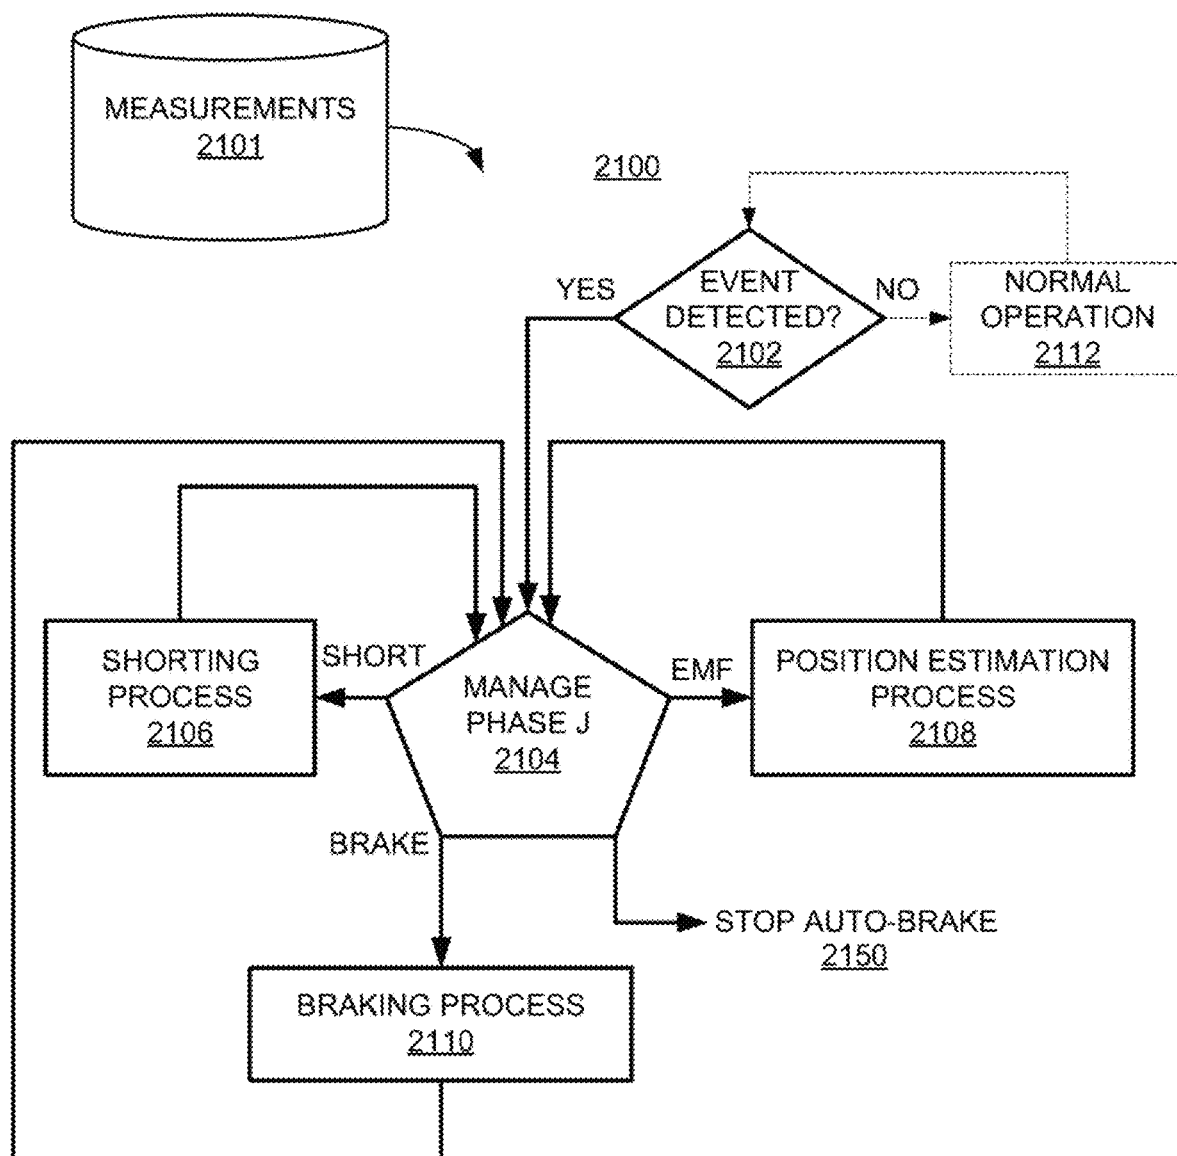 MEASUREMENTS
2101
2100
YES
EVENT
DETECTED?
2102
NO
NORMAL
OPERATION
2112
SHORTING
PROCESS
2106
SHORT
MANAGE
PHASE J
2104
EMF
POSITION ESTIMATION
PROCESS
2108
BRAKE
STOP AUTO-BRAKE
2150
BRAKING PROCESS
2110